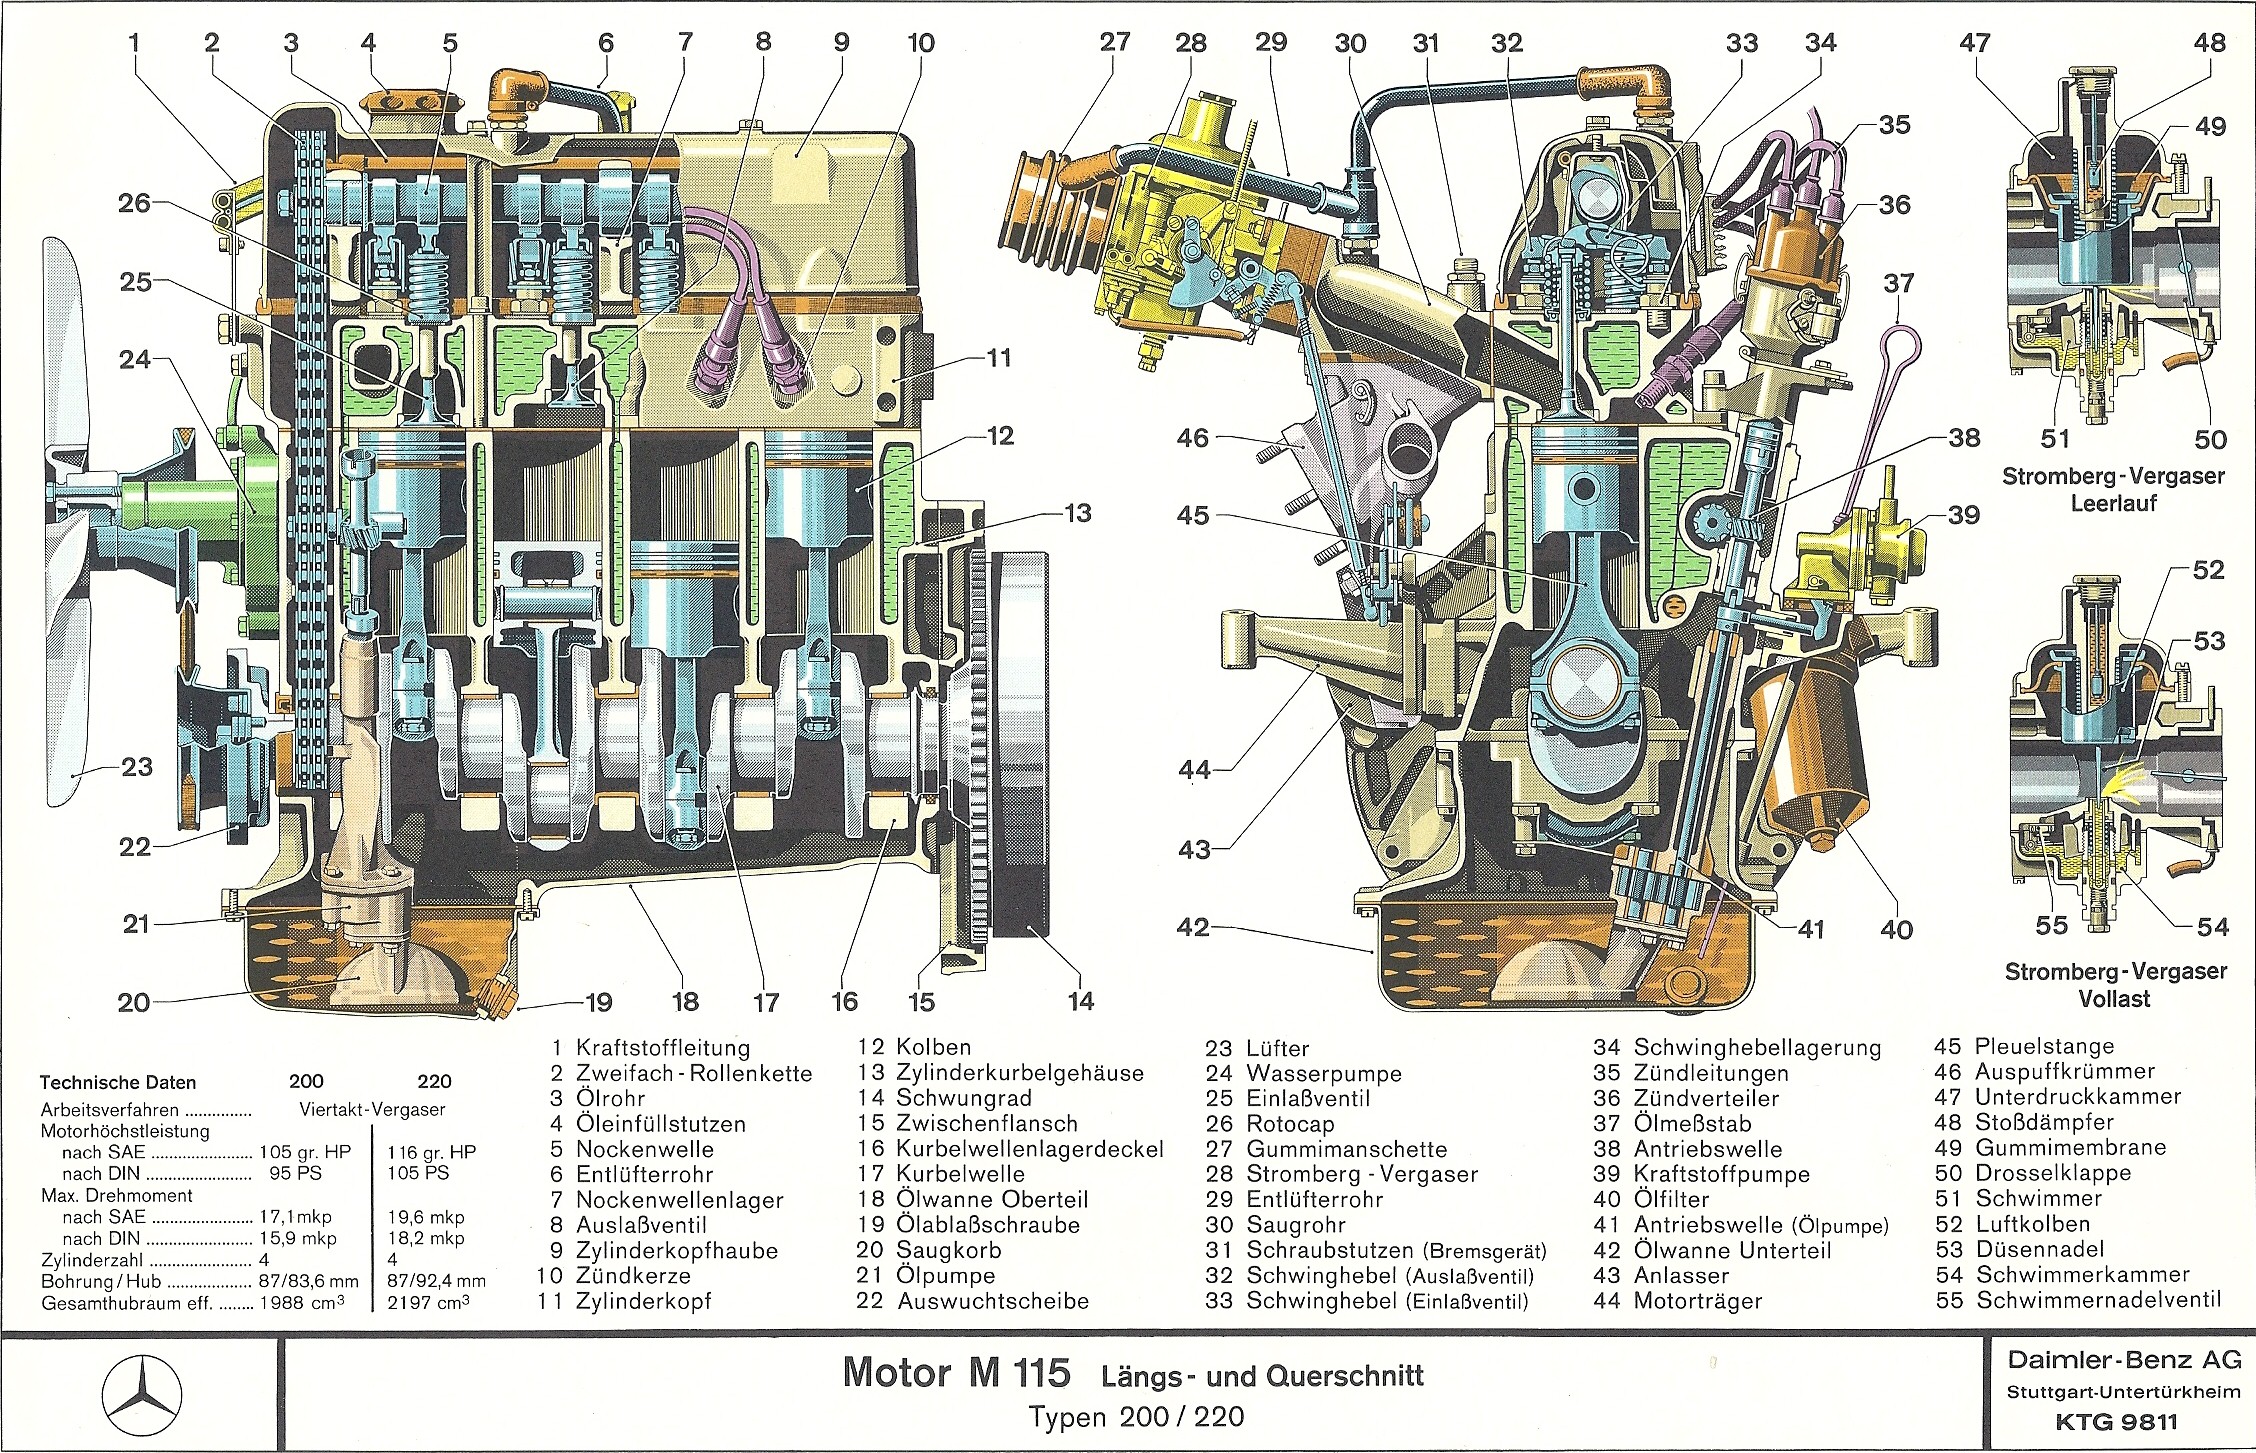 1 2 3 4 5 6 7 8 9 10 27 28 29 30 31 32 33 34 47 48
35
49
26
36
25
37
24
11
46
12
38
51
50
Stromberg-Vergaser
Leerlauf
45
13
39
52
53
23
44
22
43
21
42
41
40
55
54
20
19
18
17
16
15
14
Stromberg-Vergaser
Vollast
Technische Daten 200 220
Arbeitsverfahren .............. Viertakt-Vergaser
Motorhöchstleistung
nach SAE ..................... 105 gr. HP 116 gr. HP
nach DIN ...................... 95 PS 105 PS
Max. Drehmoment
nach SAE ..................... 17,1 mkp 19,6 mkp
nach DIN ...................... 15,9 mkp 18,2 mkp
Zylinderzahl ...................... 4 4
Bohrung/Hub ................. 87/83,6 mm 87/92,4 mm
Gesamthubraum eff. ....... 1988 cm³ 2197 cm³
1 Kraftstoffleitung
2 Zweifach-Rollenkette
3 Ölrohr
4 Öleinfüllstutzen
5 Nockenwelle
6 Entlüfterrohr
7 Nockenwellenlager
8 Auslaßventil
9 Zylinderkopfhaube
10 Zündkerze
11 Zylinderkopf
12 Kolben
13 Zylinderkurbelgehäuse
14 Schwungrad
15 Zwischenflansch
16 Kurbelwellenlagerdeckel
17 Kurbelwelle
18 Ölwanne Oberteil
19 Ölablaßschraube
20 Saugkorb
21 Ölpumpe
22 Auswuchtscheibe
23 Lüfter
24 Wasserpumpe
25 Einlaßventil
26 Rotocap
27 Gummimanschette
28 Stromberg-Vergaser
29 Entlüfterrohr
30 Saugrohr
31 Schraubstutzen (Bremsgerät)
32 Schwinghebel (Auslaßventil)
33 Schwinghebel (Einlaßventil)
34 Schwinghebellagerung
35 Zündleitungen
36 Zündverteiler
37 Ölmeßstab
38 Antriebswelle
39 Kraftstoffpumpe
40 Ölfilter
41 Antriebswelle (Ölpumpe)
42 Ölwanne Unterteil
43 Anlasser
44 Motorträger
45 Pleuelstange
46 Auspuffkrümmer
47 Unterdruckkammer
48 Stoßdämpfer
49 Gummimembrane
50 Drosselklappe
51 Schwimmer
52 Luftkolben
53 Düsennadel
54 Schwimmerkammer
55 Schwimmernadelventil
Motor M 115 Längs- und Querschnitt
Typen 200 / 220
Daimler-Benz AG
Stuttgart-Untertürkheim
KTG 9811